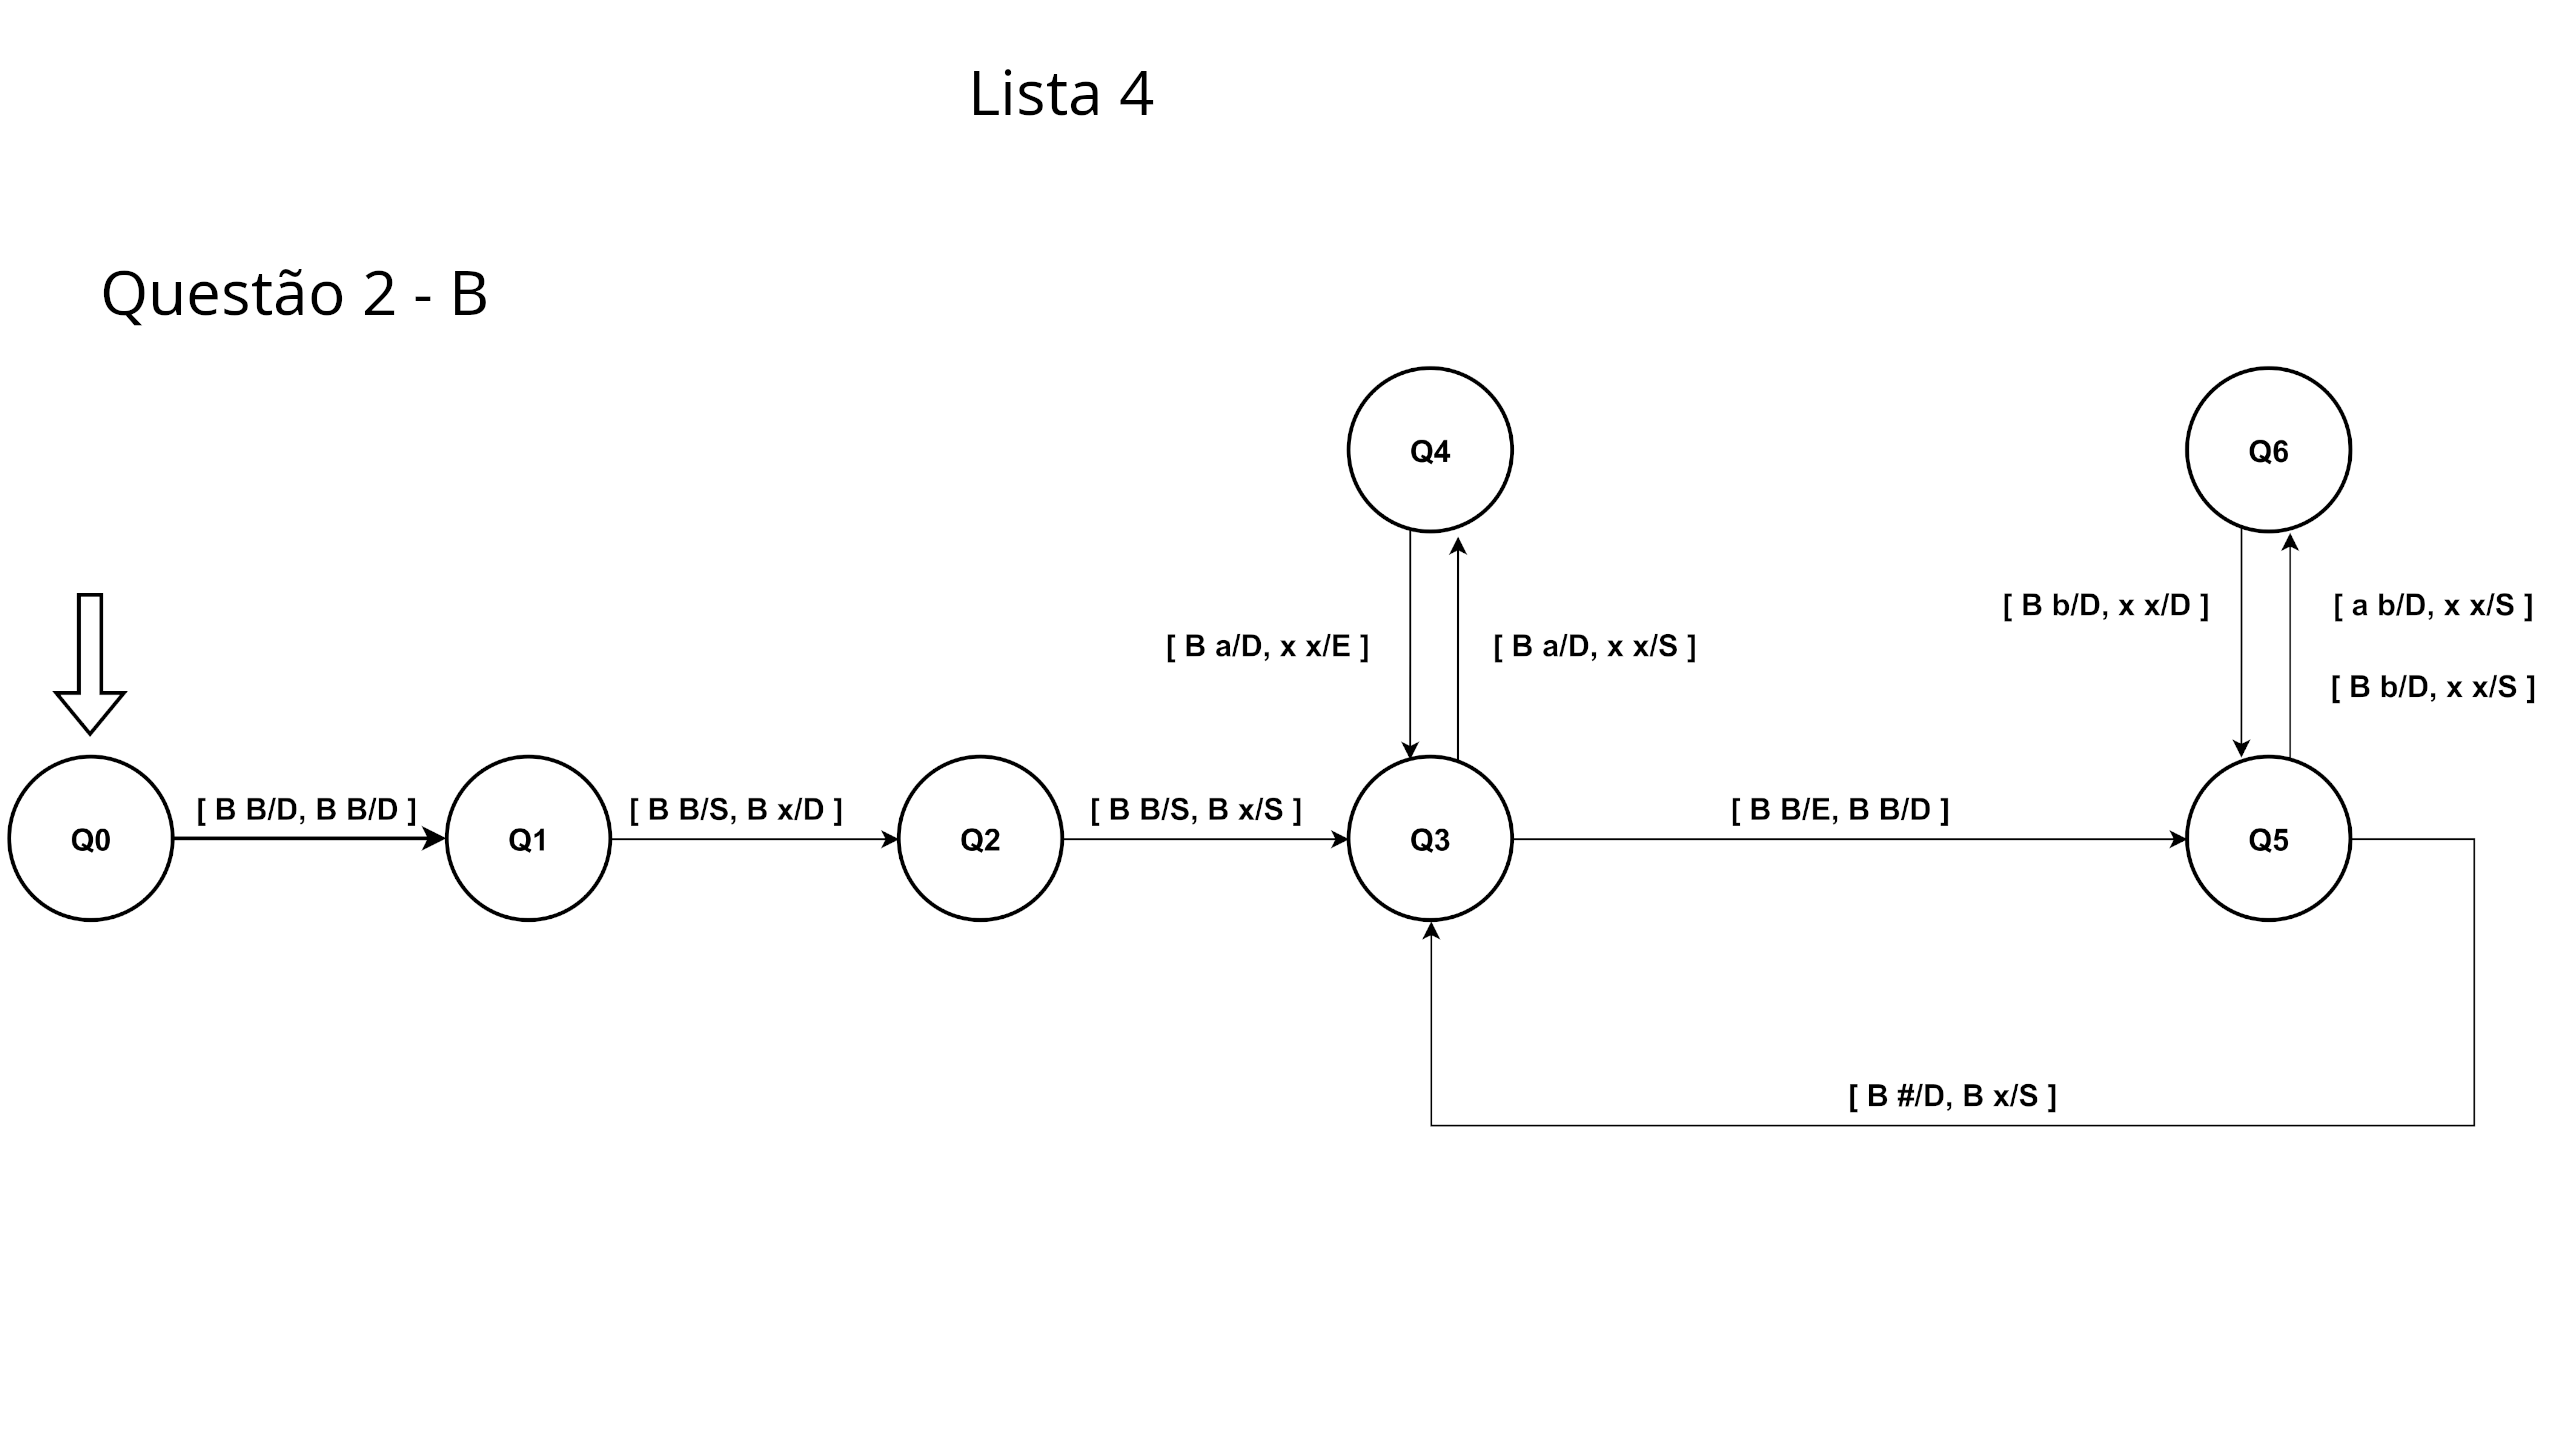 Lista 4
Questão 2 - B
Q4
Q6
[ B b/D, x x/D ]
[ a b/D, x x/S ]
[ B a/D, x x/E ]
[ B a/D, x x/S ]
[ B b/D, x x/S ]
Q0
[ B B/D, B B/D ]
Q1
[ B B/S, B x/D ]
Q2
[ B B/S, B x/S ]
Q3
[ B B/E, B B/D ]
Q5
[ B #/D, B x/S ]